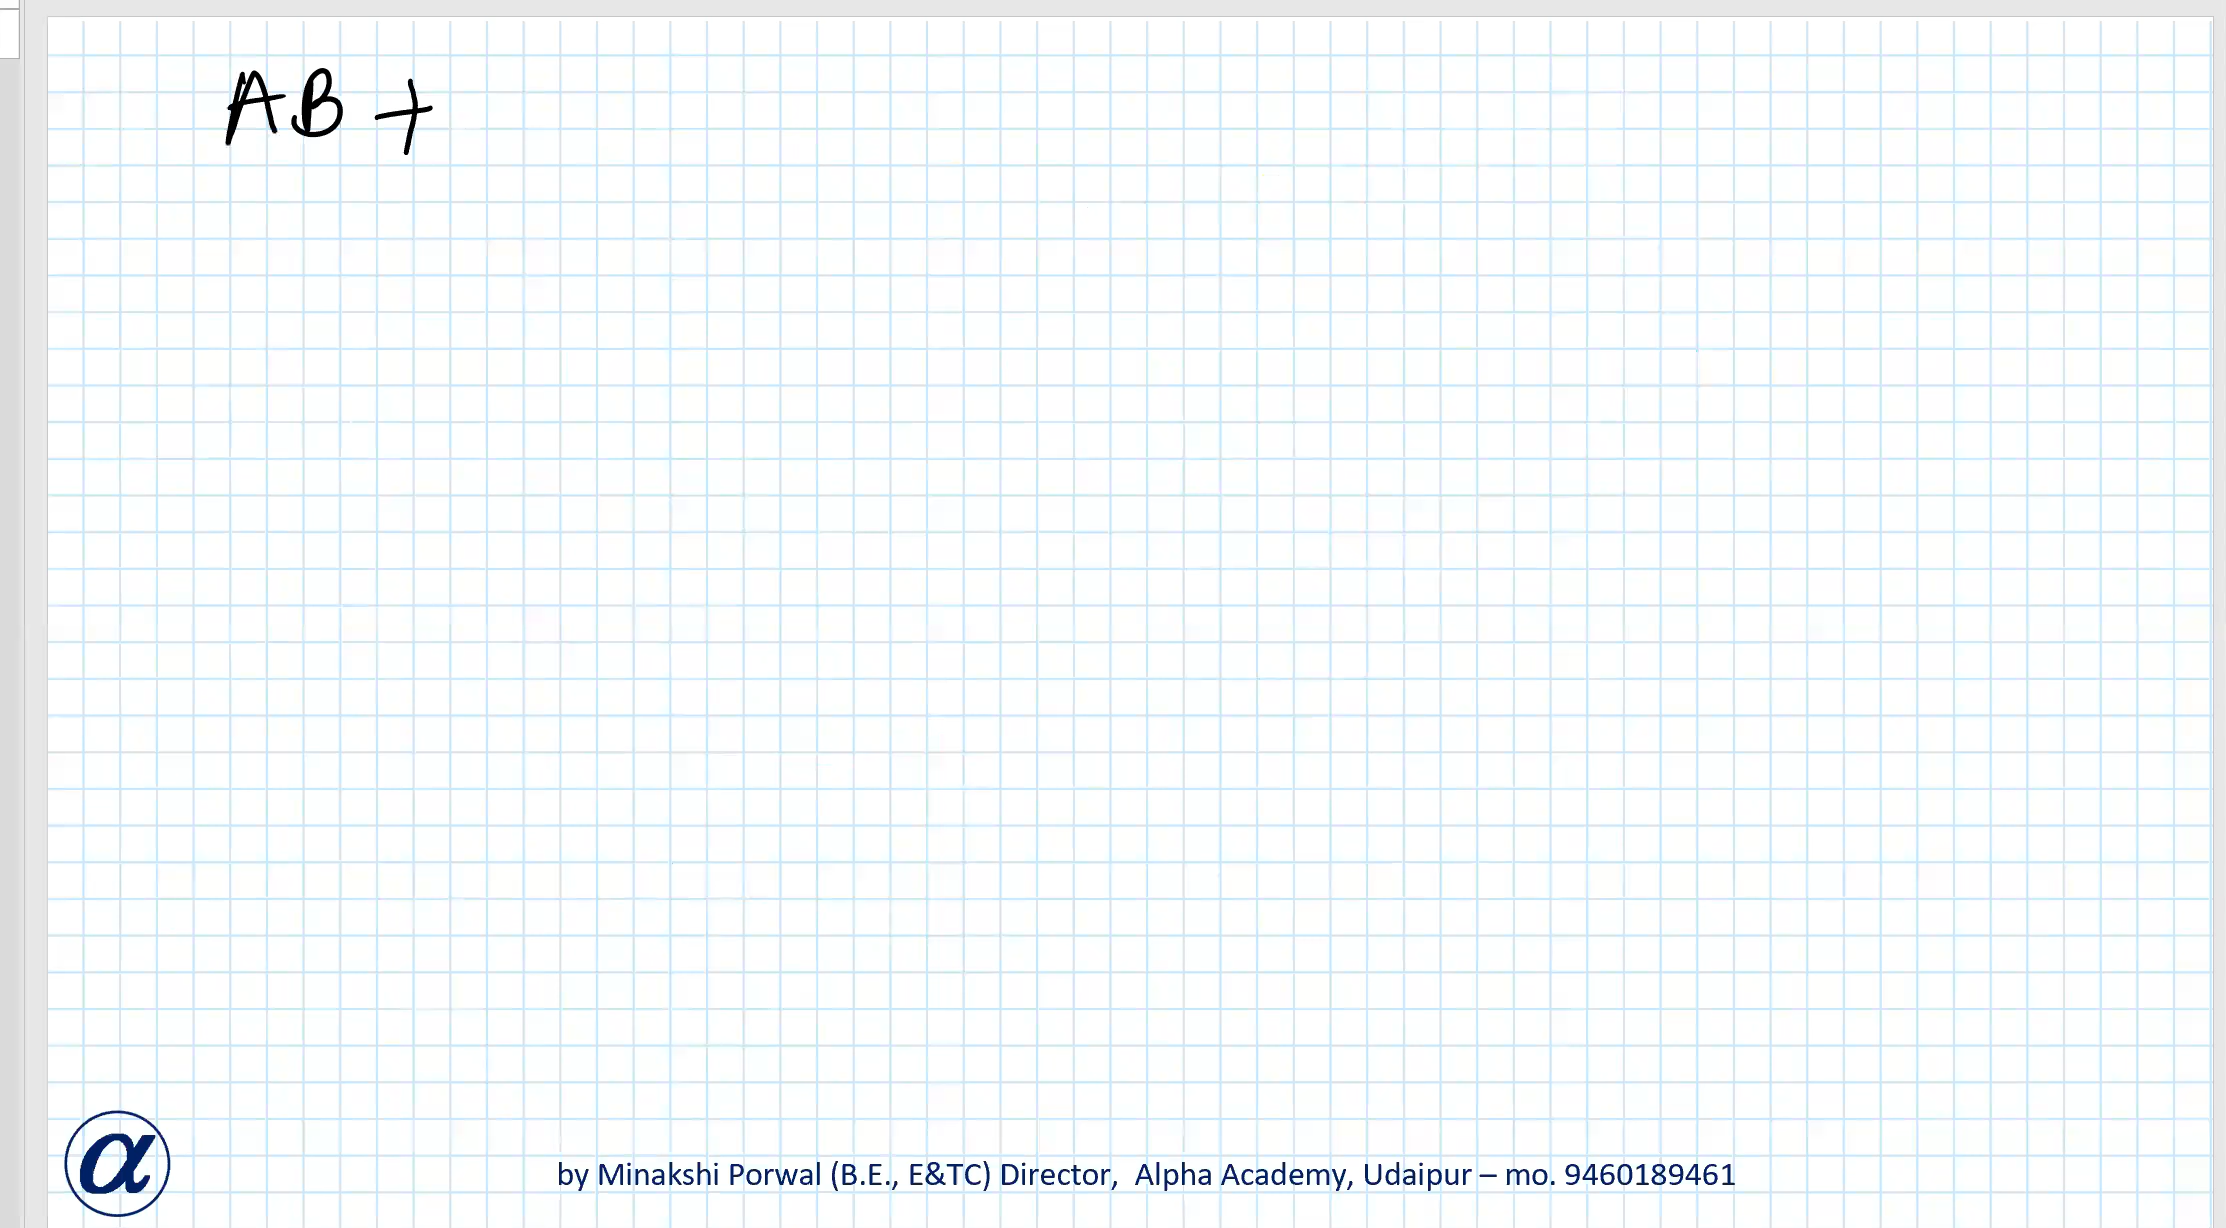 AB +
α
by Minakshi Porwal (B.E., E&TC) Director, Alpha Academy, Udaipur – mo. 9460189461